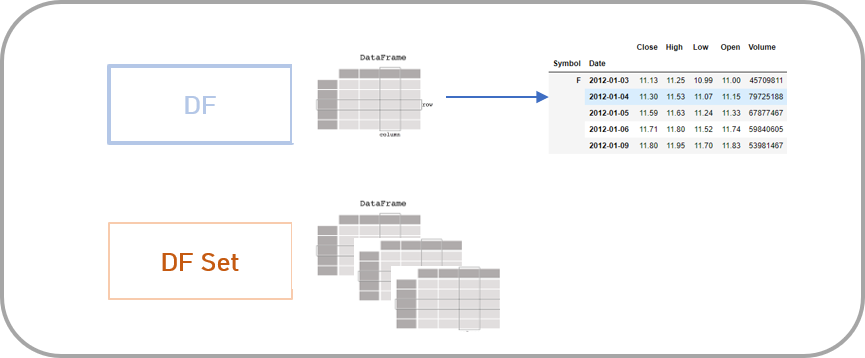 DF
DataFrame
row
column
Close High Low Open Volume
Symbol Date
F 2012-01-03 11.13 11.25 10.99 11.00 45709811
2012-01-04 11.30 11.53 11.07 11.15 79725188
2012-01-05 11.59 11.63 11.24 11.33 67877467
2012-01-06 11.71 11.80 11.52 11.74 59840605
2012-01-09 11.80 11.95 11.70 11.83 53981467
DF Set
DataFrame